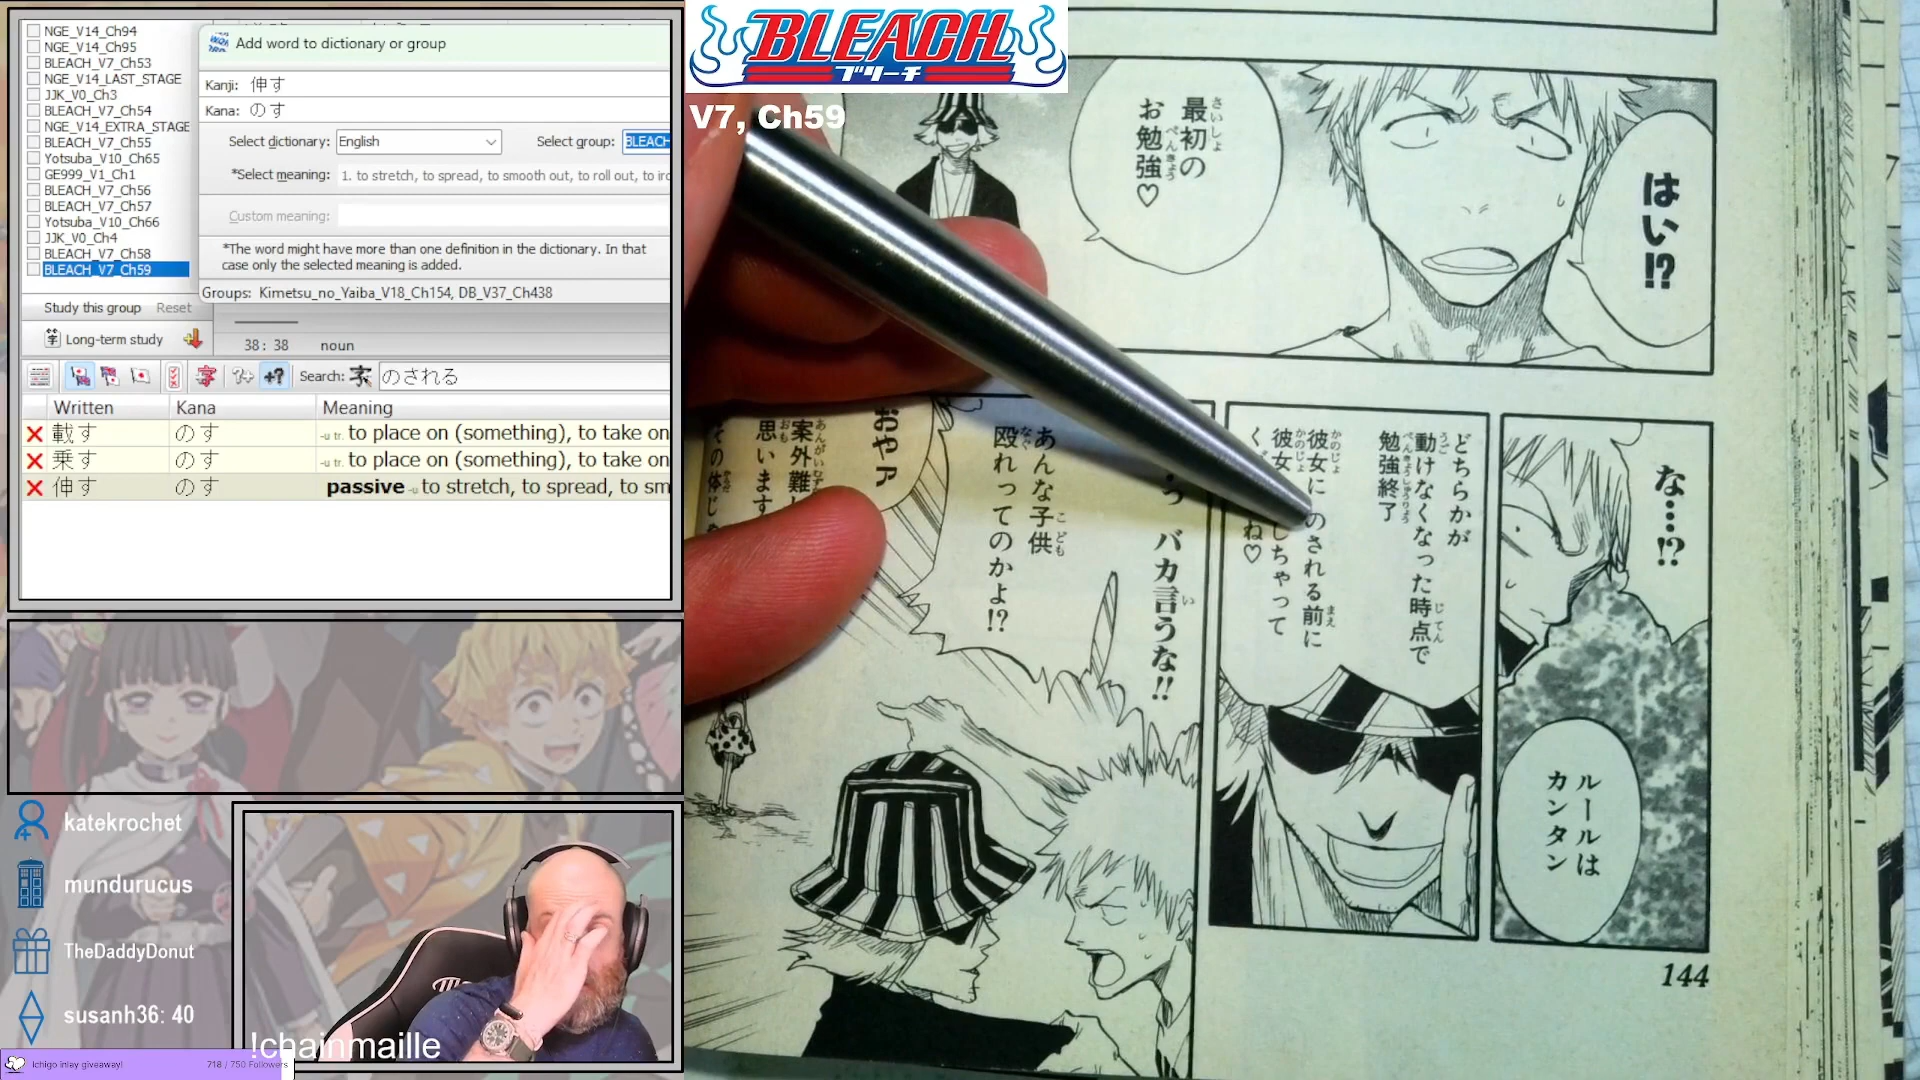 NGE_V14_Ch94
NGE_V14_Ch95
BLEACH_V7_Ch53
NGE_V14_LAST_STAGE
JJK_V0_Ch3
BLEACH_V7_Ch54
NGE_V14_EXTRA_STAGE
BLEACH_V7_Ch55
Yotsuba_V10_Ch65
GE999_V1_Ch1
BLEACH_V7_Ch56
BLEACH_V7_Ch57
Yotsuba_V10_Ch66
JJK_V0_Ch4
BLEACH_V7_Ch58
BLEACH_V7_Ch59
Study this group Reset
Long-term study
Add word to dictionary or group
Kanji: 伸す
Kana: のす
Select dictionary: English Select group: BLEACH
*Select meaning: 1. to stretch, to spread, to smooth out, to roll out, to iro
Custom meaning:
*The word might have more than one definition in the dictionary. In that
case only the selected meaning is added.
Groups: Kimetsu_no_Yaiba_V18_Ch154, DB_V37_Ch438
38: 38 noun
Search: のされる
Written Kana Meaning
載す のす -u tr. to place on (something), to take on
乗す のす -u tr. to place on (something), to take on
伸す のす passive -u to stretch, to spread, to sm
katekrochet
mundurucus
TheDaddyDonut
susanh36: 40
!chainmaille
Ichigo inlay giveaway!
718 / 750 Followers
BLEACH
ブリーチ
V7, Ch59
はい!?
最初の
お勉強♡
な…!?
ルールは
カンタン
どちらかが
動けなくなった時点で
勉強終了
彼女にのされる前に
彼女
しちゃって
ね♡
バカ言うな!!
あんな子供
殴れってのかよ!?
おやァ
案外難し
思います
その体じゃ
144